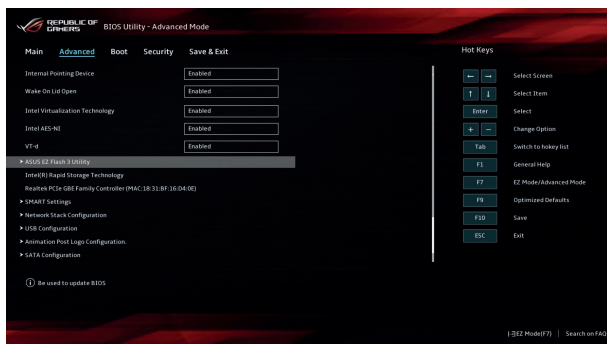 REPUBLIC OF
GAMERS
BIOS Utility - Advanced Mode
Main Advanced Boot Security Save & Exit
Hot Keys
Internal Pointing Device Enabled
Wake On Lid Open Enabled
Intel Virtualization Technology Enabled
Intel AES-NI Enabled
VT-d Enabled
> ASUS EZ Flash 3 Utility
Intel(R) Rapid Storage Technology
Realtek PCIe GBE Family Controller (MAC:18:31:BF:16:D4:0E)
> SMART Settings
> Network Stack Configuration
> USB Configuration
> Animation Post Logo Configuration.
> SATA Configuration
← → Select Screen
↑ ↓ Select Item
Enter Select
+ − Change Option
Tab Switch to hokey list
F1 General Help
F7 EZ Mode/Advanced Mode
F9 Optimized Defaults
F10 Save
ESC Exit
i Be used to update BIOS
EZ Mode(F7) | Search on FAQ